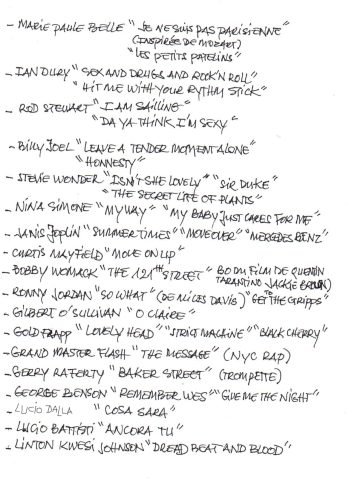 - MARIE PAULE BELLE "JE NE SUIS PAS PARISIENNE"
(INSPIRÉE DE MOZART)
"LES PETITS PATELINS"
- IAN DURY "SEX AND DRUGS AND ROCK'N ROLL"
"HIT ME WITH YOUR RYTHM STICK"
- ROD STEWART "I AM SAILLING"
"DA YA THINK I'M SEXY"
- BILLY JOEL "LEAVE A TENDER MOMENT ALONE"
"HONNESTY"
- STEVIE WONDER "ISN'T SHE LOVELY" "SIR DUKE"
"THE SECRET LIFE OF PLANTS"
- NINA SIMONE "MY WAY" "MY BABY JUST CARES FOR ME"
- JANIS JOPLIN "SUMMERTIMES" "MOVE OVER" "MERCEDES BENZ"
- CURTIS MAYFIELD "MOVE ON UP"
- BOBBY WOMACK "THE 121TH STREET" BO DU FILM DE QUENTIN
TARANTINO JACKIE BROWN)
- RONNY JORDAN "SO WHAT" (DE MILES DAVIS) "GET TO THE GRIPPS"
- GILBERT O'SULLIVAN "O CLAIRE"
- GOLDFRAPP "LOVELY HEAD" "STRICT MACHINE" "BLACK CHERRY"
- GRAND MASTER FLASH "THE MESSAGE" (NYC RAP)
- GERRY RAFERTY "BAKER STREET" (TROMPETTE)
- GEORGE BENSON "REMEMBER WES" "GIVE ME THE NIGHT"
- LUCIO DALLA "COSA SARA"
- LUCIO BATTISTI "ANCORA TU"
- LINTON KWESI JOHNSON "DREAD BEAT AND BLOOD"